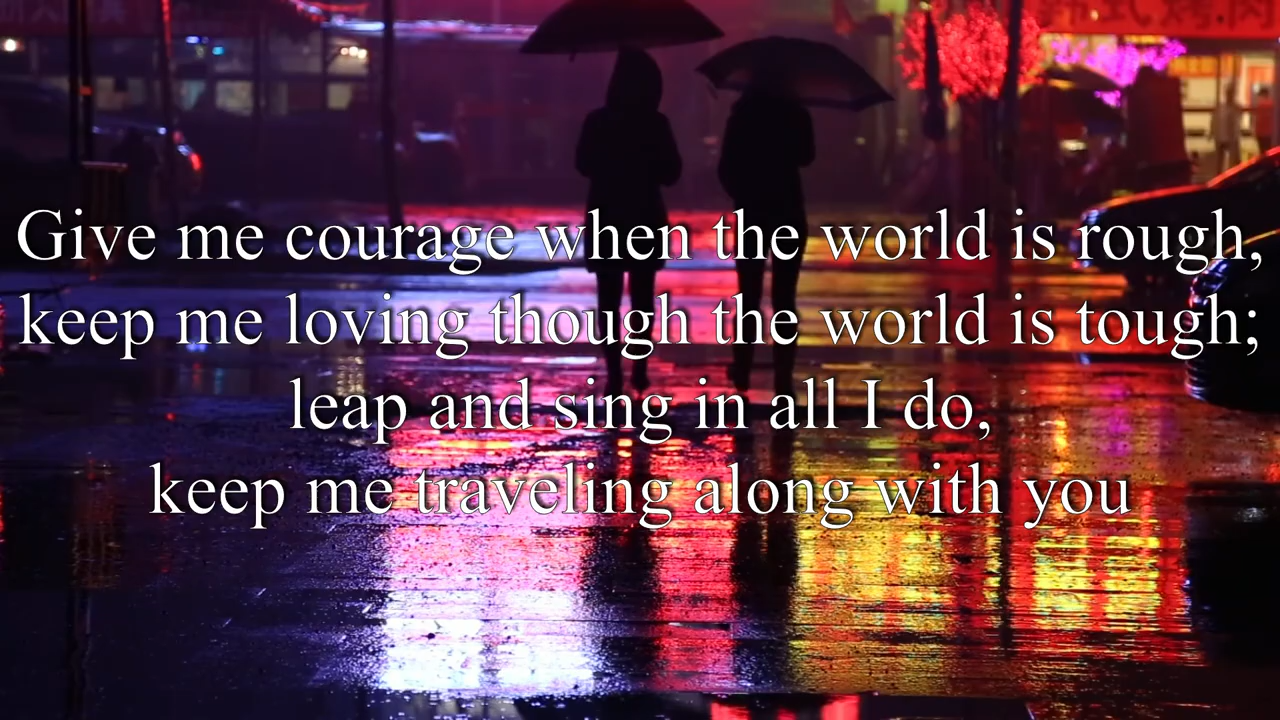 Give me courage when the world is rough,
keep me loving though the world is tough;
leap and sing in all I do,
keep me traveling along with you